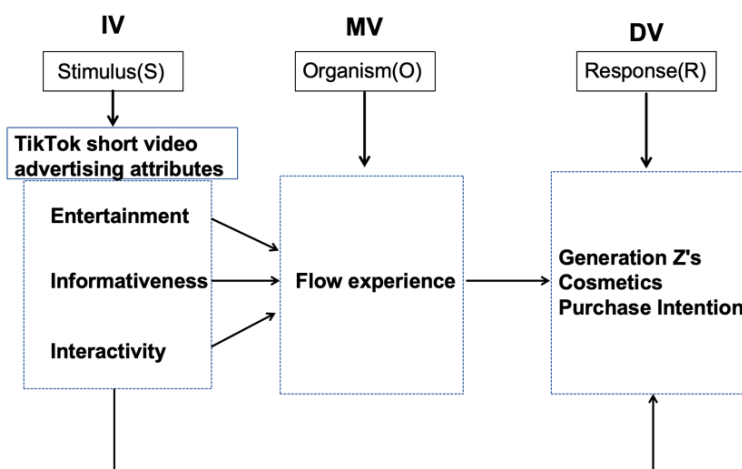 IV
MV
DV
Stimulus(S)
Organism(O)
Response(R)
TikTok short video
advertising attributes
Entertainment
Informativeness
Interactivity
Flow experience
Generation Z's
Cosmetics
Purchase Intention